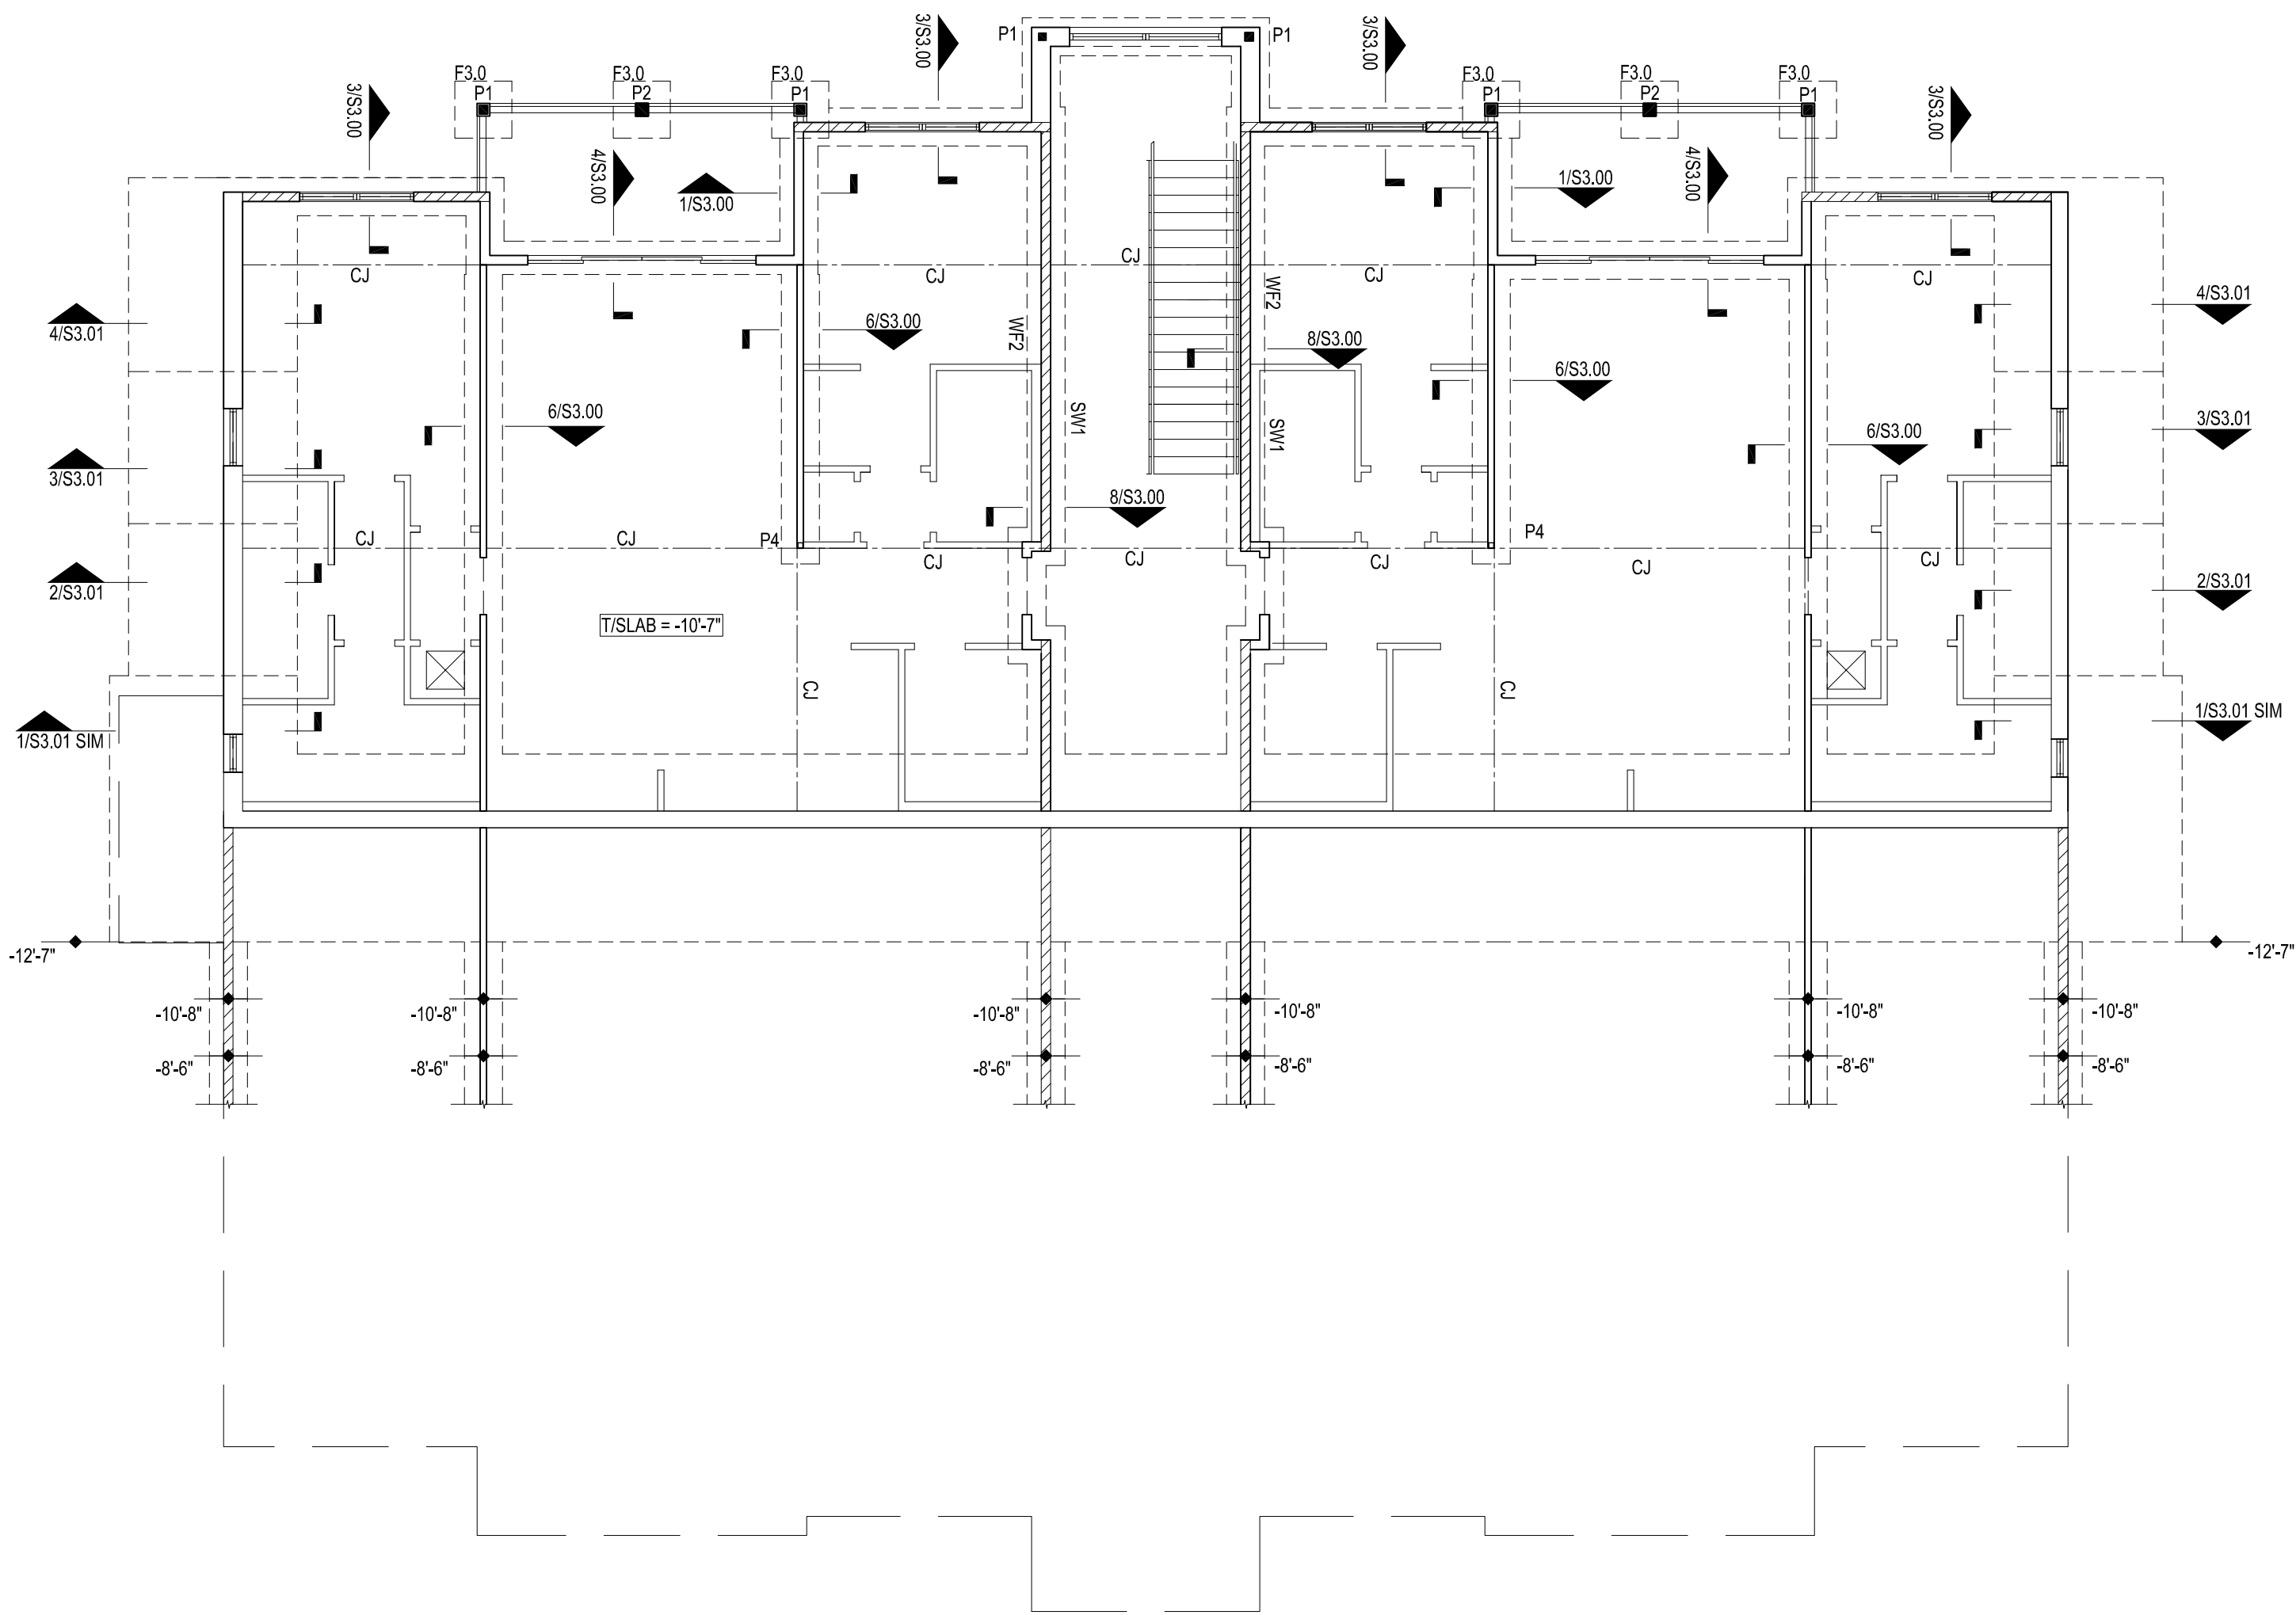 3/S3.00
3/S3.00
P1
P1
F3.0
F3.0
F3.0
F3.0
F3.0
F3.0
P1
P2
P1
P1
P2
P1
3/S3.00
3/S3.00
4/S3.00
4/S3.00
1/S3.00
1/S3.00
CJ
CJ
CJ
CJ
CJ
4/S3.01
4/S3.01
WF2
WF2
6/S3.00
8/S3.00
6/S3.00
6/S3.00
SW1
SW1
3/S3.01
3/S3.01
6/S3.00
8/S3.00
CJ
CJ
P4
CJ
CJ
CJ
P4
CJ
CJ
2/S3.01
2/S3.01
T/SLAB = -10'-7"
CJ
CJ
1/S3.01 SIM
1/S3.01 SIM
-12'-7"
-12'-7"
-10'-8"
-10'-8"
-10'-8"
-10'-8"
-10'-8"
-10'-8"
-8'-6"
-8'-6"
-8'-6"
-8'-6"
-8'-6"
-8'-6"